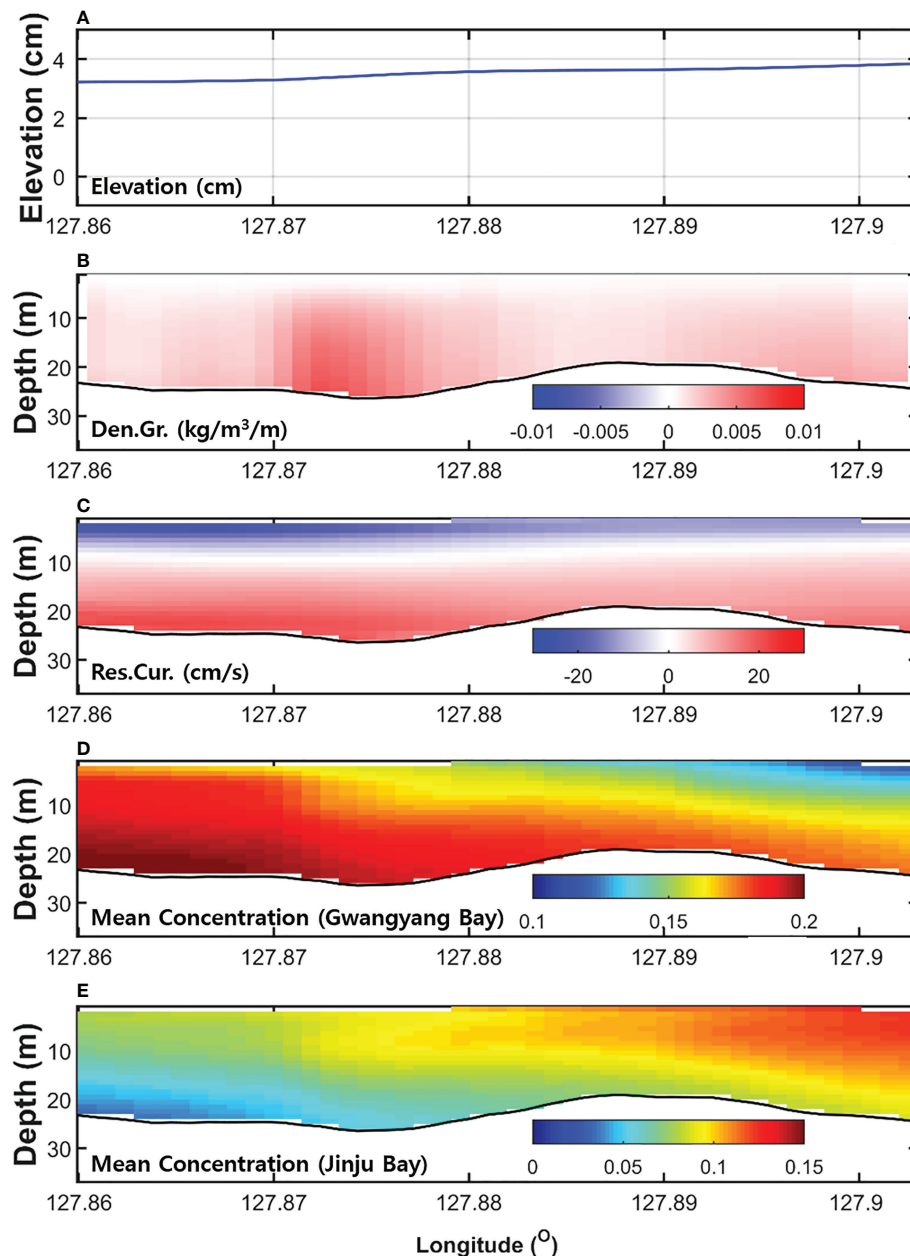 A
Elevation (cm)
4
2
0
Elevation (cm)
127.86 127.87 127.88 127.89 127.9
B
Depth (m)
10
20
30
Den.Gr. (kg/m³/m)
-0.01 -0.005 0 0.005 0.01
127.86 127.87 127.88 127.89 127.9
C
Depth (m)
10
20
30
Res.Cur. (cm/s)
-20 0 20
127.86 127.87 127.88 127.89 127.9
D
Depth (m)
10
20
30
Mean Concentration (Gwangyang Bay)
0.1 0.15 0.2
127.86 127.87 127.88 127.89 127.9
E
Depth (m)
10
20
30
Mean Concentration (Jinju Bay)
0 0.05 0.1 0.15
127.86 127.87 127.88 127.89 127.9
Longitude (O)